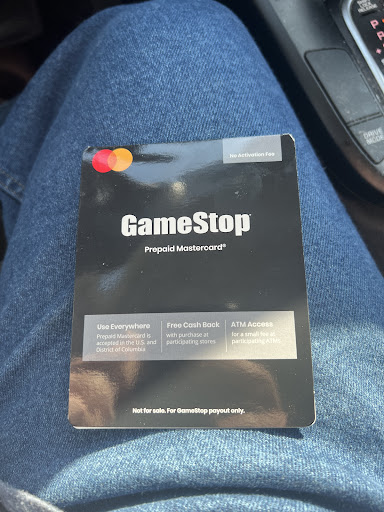 No Activation Fee
GameStop
Prepaid Mastercard®
Use Everywhere
Prepaid Mastercard is
accepted in the U.S. and
District of Columbia
Free Cash Back
with purchase at
participating stores
ATM Access
for a small fee at
participating ATMs
Not for sale. For GameStop payout only.
DRIVE
MODE